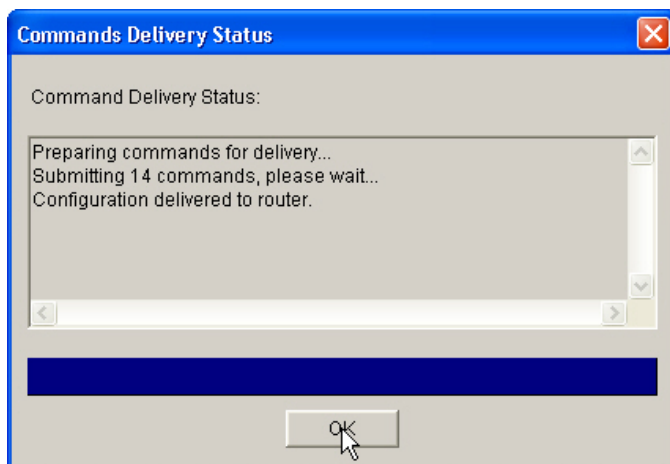 Commands Delivery Status
Command Delivery Status:
Preparing commands for delivery...
Submitting 14 commands, please wait...
Configuration delivered to router.
OK